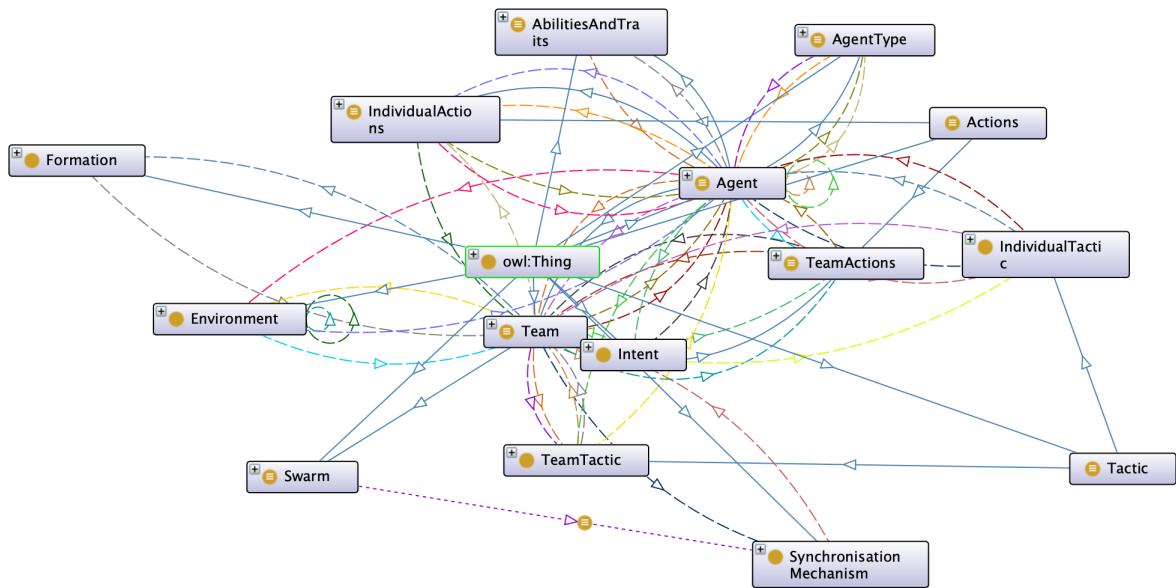 AbilitiesAndTra
its
AgentType
IndividualActio
ns
Actions
Formation
Agent
owl:Thing
TeamActions
IndividualTacti
c
Environment
Team
Intent
TeamTactic
Swarm
Tactic
Synchronisation
Mechanism